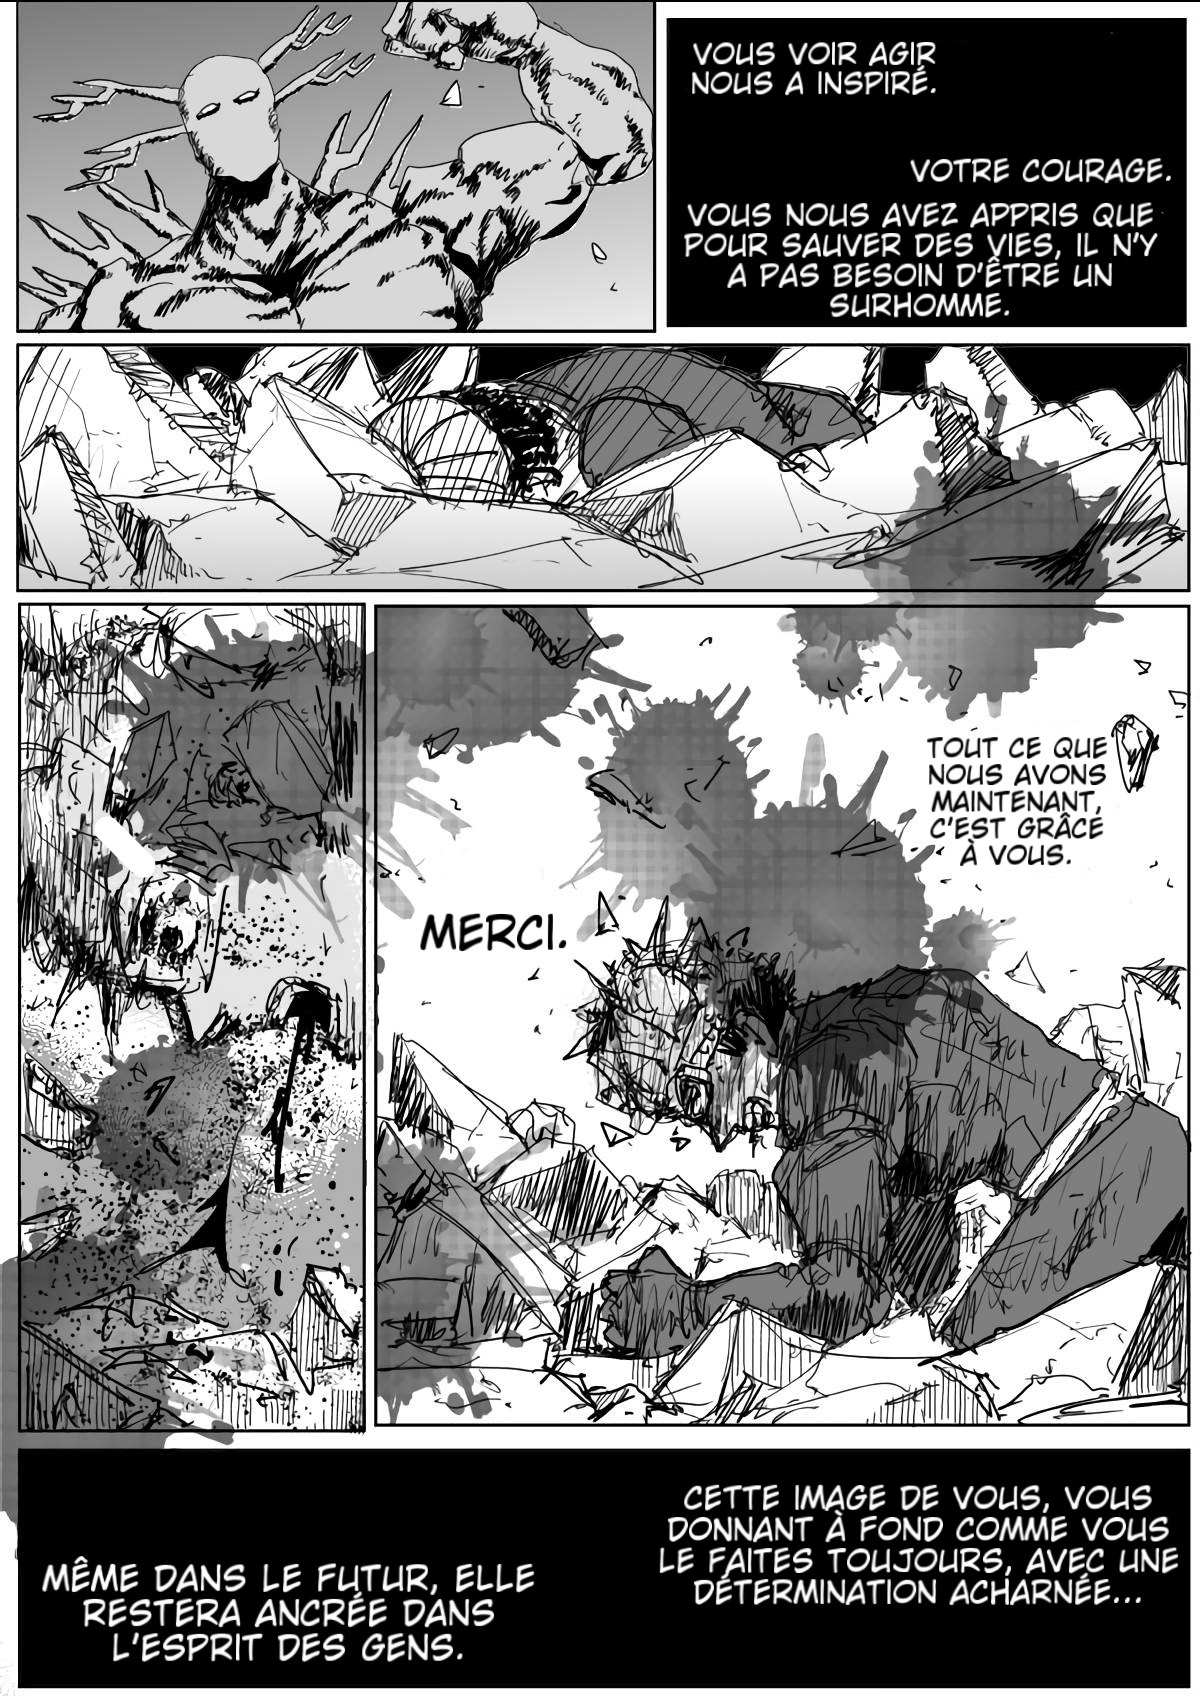 VOUS VOIR AGIR
NOUS A INSPIRÉ.
VOTRE COURAGE.
VOUS NOUS AVEZ APPRIS QUE
POUR SAUVER DES VIES, IL N'Y
A PAS BESOIN D'ÊTRE UN
SURHOMME.
TOUT CE QUE
NOUS AVONS
MAINTENANT,
C'EST GRÂCE
À VOUS.
MERCI.
CETTE IMAGE DE VOUS, VOUS
DONNANT À FOND COMME VOUS
LE FAITES TOUJOURS, AVEC UNE
DÉTERMINATION ACHARNÉE...
MÊME DANS LE FUTUR, ELLE
RESTERA ANCRÉE DANS
L'ESPRIT DES GENS.